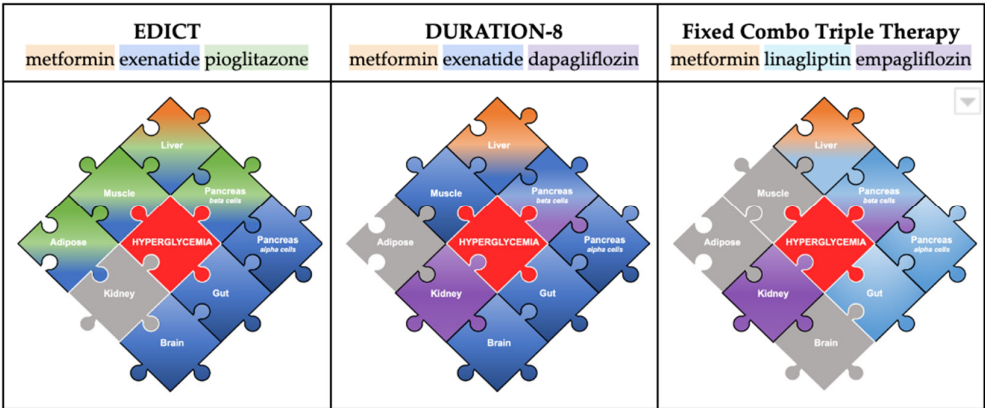 EDICT
metformin exenatide pioglitazone
DURATION-8
metformin exenatide dapagliflozin
Fixed Combo Triple Therapy
metformin linagliptin empagliflozin
Liver
Muscle
Pancreas
beta cells
Adipose
HYPERGLYCEMIA
Pancreas
alpha cells
Kidney
Gut
Brain
Liver
Muscle
Pancreas
beta cells
Adipose
HYPERGLYCEMIA
Pancreas
alpha cells
Kidney
Gut
Brain
Liver
Muscle
Pancreas
beta cells
Adipose
HYPERGLYCEMIA
Pancreas
alpha cells
Kidney
Gut
Brain